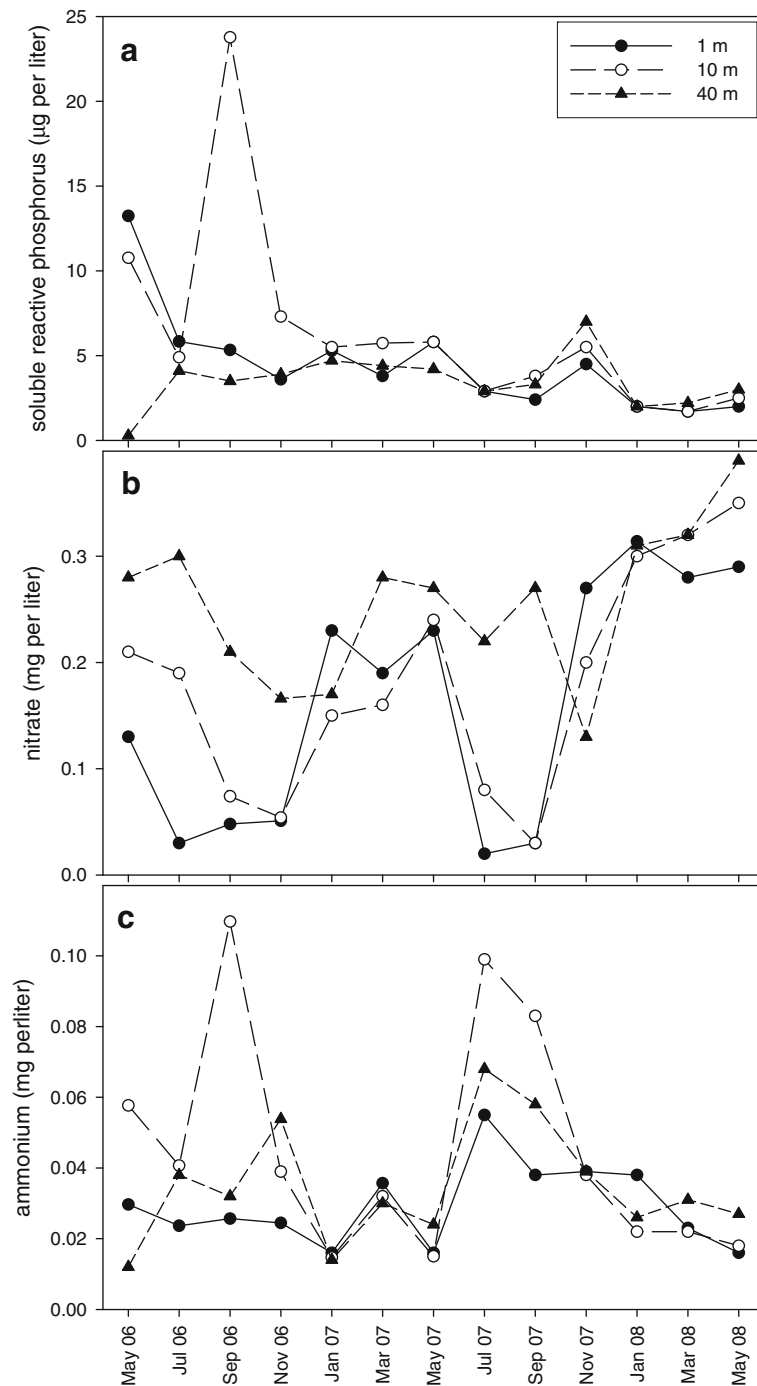 a
1 m
10 m
40 m
soluble reactive phosphorus (µg per liter)
25
20
15
10
5
0
b
nitrate (mg per liter)
0.3
0.2
0.1
0.0
c
ammonium (mg perliter)
0.10
0.08
0.06
0.04
0.02
0.00
May 06
Jul 06
Sep 06
Nov 06
Jan 07
Mar 07
May 07
Jul 07
Sep 07
Nov 07
Jan 08
Mar 08
May 08